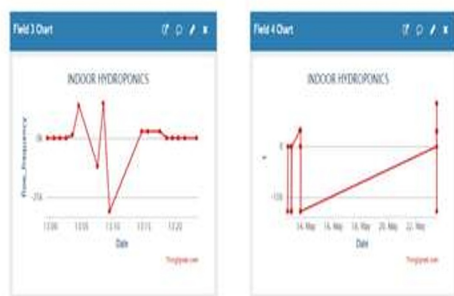 Field 3 Chart
INDOOR HYDROPONICS
flow_frequency
0k
-25k
13:00 13:05 13:10 13:15 13:20
Date
ThingSpeak.com
Field 4 Chart
INDOOR HYDROPONICS
0
14. May 16. May 18. May 20. May 22. May
Date
ThingSpeak.com